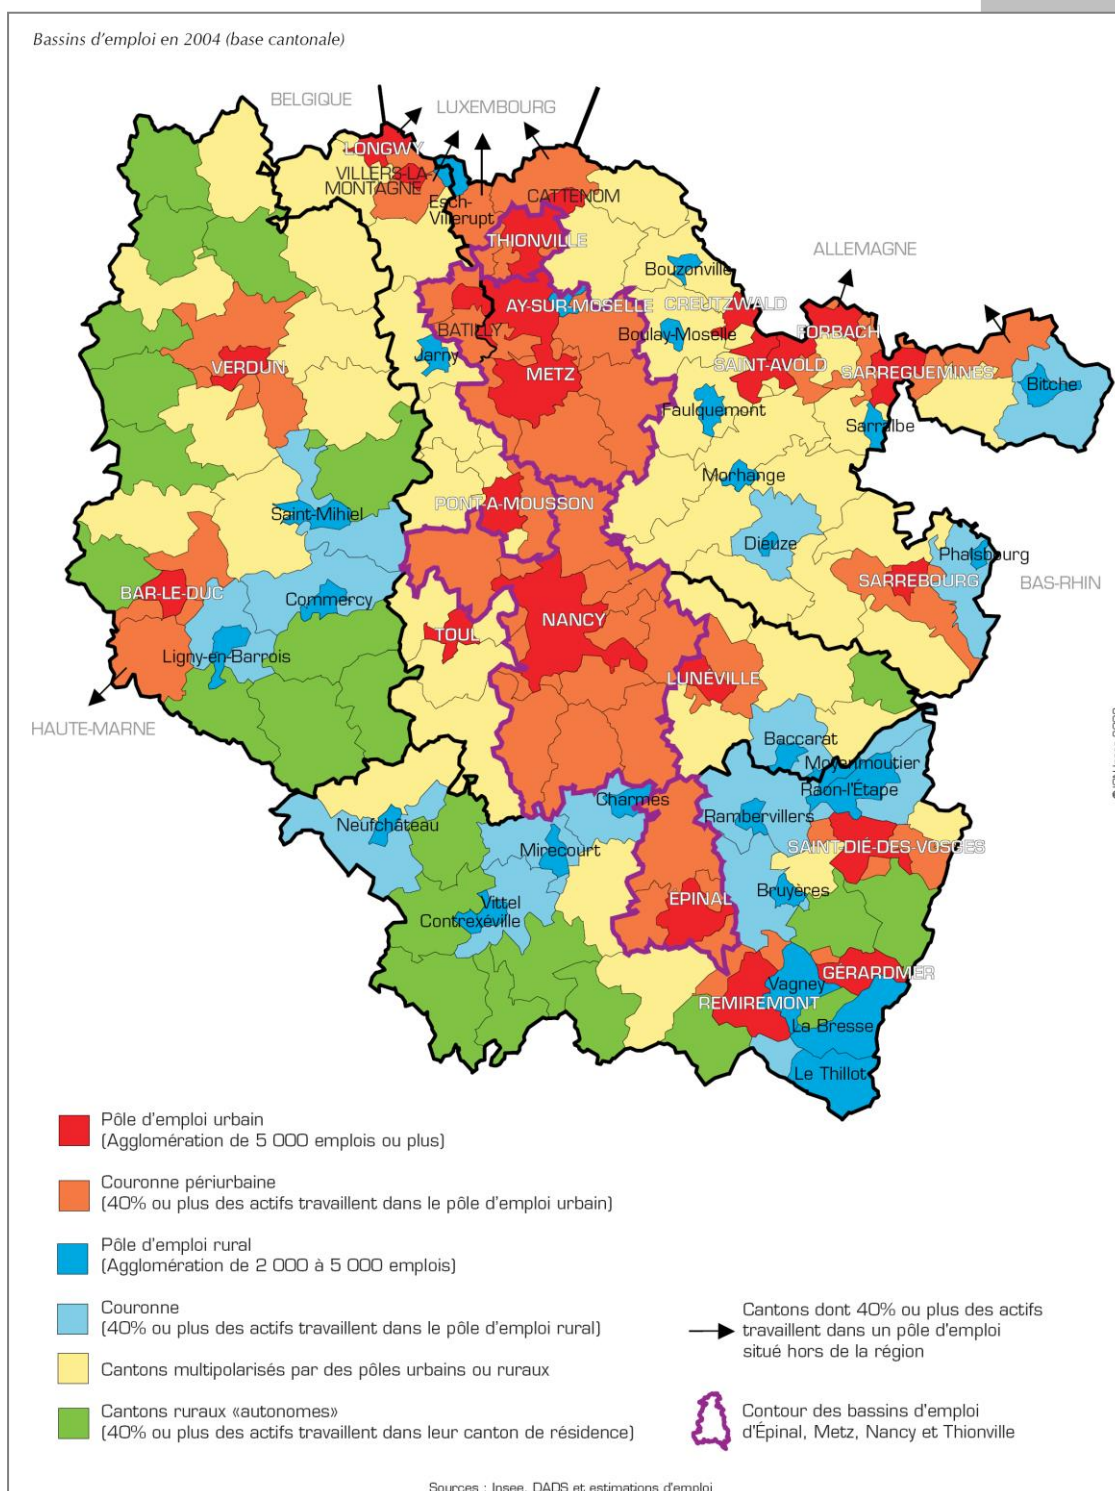 Bassins d'emploi en 2004 (base cantonale)
BELGIQUE
LUXEMBOURG
LONGWY
VILLERS-LA-
MONTAGNE
Esch-
Villerupt
CATTENOM
THIONVILLE
ALLEMAGNE
Bouzonville
AY-SUR-MOSELLE
CREUTZWALD
BATILLY
Boulay-Moselle
FORBACH
Jarny
VERDUN
METZ
SAINT-AVOLD
SARREGUEMINES
Bitche
Faulquemont
Sarralbe
Morhange
PONT-A-MOUSSON
Saint-Mihiel
Dieuze
Phalsbourg
BAR-LE-DUC
SARREBOURG
BAS-RHIN
Commercy
NANCY
TOUL
Ligny-en-Barrois
LUNÉVILLE
HAUTE-MARNE
Baccarat
Moyenmoutier
Raon-l'Étape
Charmes
Rambervillers
Neufchâteau
Mirecourt
SAINT-DIÉ-DES-VOSGES
Bruyères
Vittel
Contrexéville
EPINAL
GÉRARDMER
Vagney
REMIREMONT
La Bresse
Le Thillot
Pôle d'emploi urbain
(Agglomération de 5 000 emplois ou plus)
Couronne périurbaine
(40% ou plus des actifs travaillent dans le pôle d'emploi urbain)
Pôle d'emploi rural
(Agglomération de 2 000 à 5 000 emplois)
Couronne
(40% ou plus des actifs travaillent dans le pôle d'emploi rural)
Cantons multipolarisés par des pôles urbains ou ruraux
Cantons ruraux «autonomes»
(40% ou plus des actifs travaillent dans leur canton de résidence)
Cantons dont 40% ou plus des actifs
travaillent dans un pôle d'emploi
situé hors de la région
Contour des bassins d'emploi
d'Épinal, Metz, Nancy et Thionville
Sources : Insee, DADS et estimations d'emploi